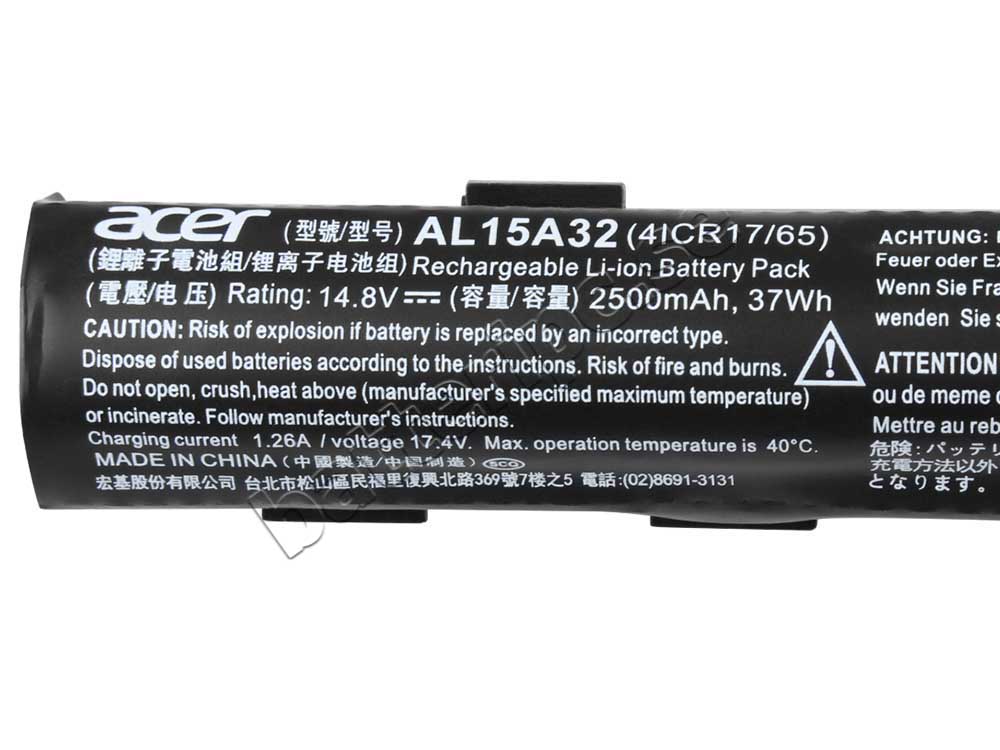 acer (型號/型号) AL15A32 (4ICR17/65)
(鋰離子電池組/锂离子电池组) Rechargeable Li-ion Battery Pack
(電壓/电压) Rating: 14.8V⎓ (容量/容量) 2500mAh, 37Wh
CAUTION: Risk of explosion if battery is replaced by an incorrect type.
Dispose of used batteries according to the instructions. Risk of fire and burns.
Do not open, crush,heat above (manufacturer's specified maximum temperature)
or incinerate. Follow manufacturer's instructions.
Charging current 1.26A / voltage 17.4V. Max. operation temperature is 40°C.
MADE IN CHINA (中國製造/中国制造) SCG
宏基股份有限公司 台北市松山區民福里復興北路369號7樓之5 電話:(02)8691-3131
ACHTUNG:
Feuer oder Ex
Wenn Sie Fra
wenden Sie s
ATTENTION
ou de meme
Mettre au reb
危険: バッテリ
充電方法以外
となります。